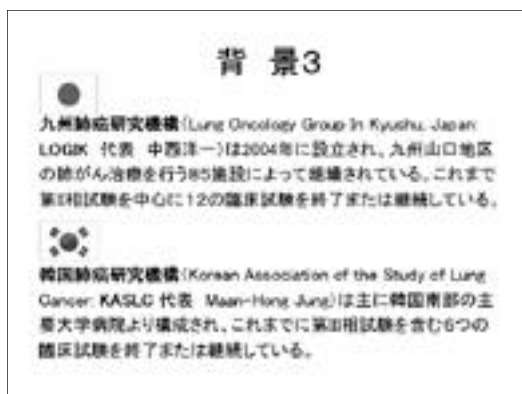 背 景3
九州肺癌研究機構(Lung Oncology Group In Kyushu, Japan:
LOGIK 代表 中西洋一)は2004年に設立され、九州山口地区
の肺がん治療を行う85施設によって組織されている。これまで
第II相試験を中心に12の臨床試験を終了または継続している。
韓国肺癌研究機構(Korean Association of the Study of Lung
Cancer: KASLC 代表 Maan-Hong Jung)は主に韓国南部の主
要大学病院より構成され、これまでに第相試験を含む6つの
臨床試験を終了または継続している。